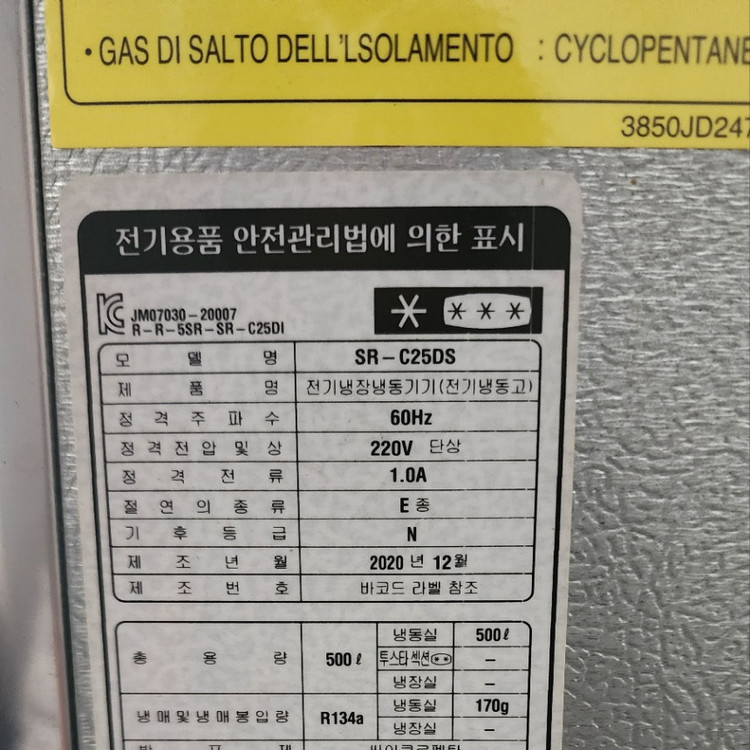 • GAS DI SALTO DELL'LSOLAMENTO : CYCLOPENTANE
3850JD247
전기용품 안전관리법에 의한 표시
JM07030-20007
R-R-5SR-SR-C25DI
모 델 명 SR-C25DS
제 품 명 전기냉장냉동기기(전기냉동고)
정 격 주 파 수 60Hz
정 격 전 압 및 상 220V 단상
정 격 전 류 1.0A
절 연 의 종 류 E 종
기 후 등 급 N
제 조 년 월 2020 년 12 월
제 조 번 호 바코드 라벨 참조
총 용 량 500ℓ 냉동실 500ℓ
투스타 섹션 –
냉장실 –
냉매 및 냉매 봉입량 R134a 냉동실 170g
냉장실 –